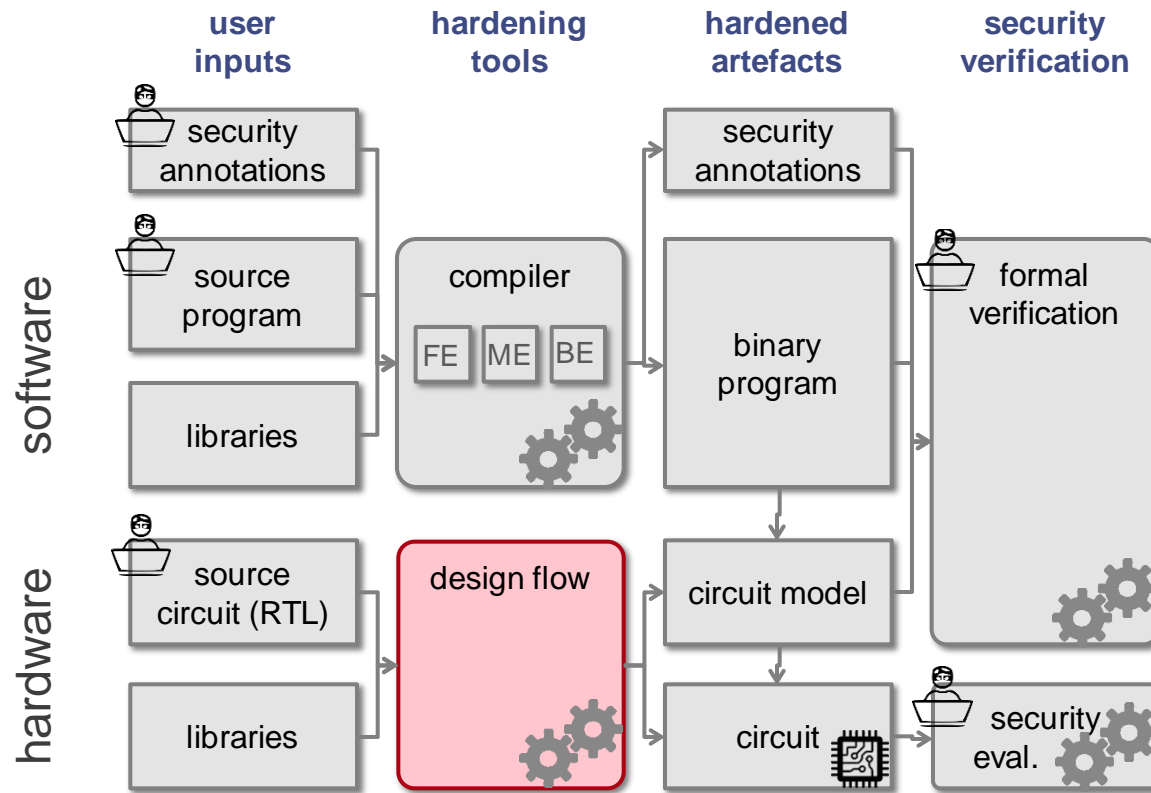 user
inputs
hardening
tools
hardened
artefacts
security
verification
software
security
annotations
source
program
libraries
compiler
FE ME BE
security
annotations
binary
program
formal
verification
hardware
source
circuit (RTL)
libraries
design flow
circuit model
circuit
security
eval.